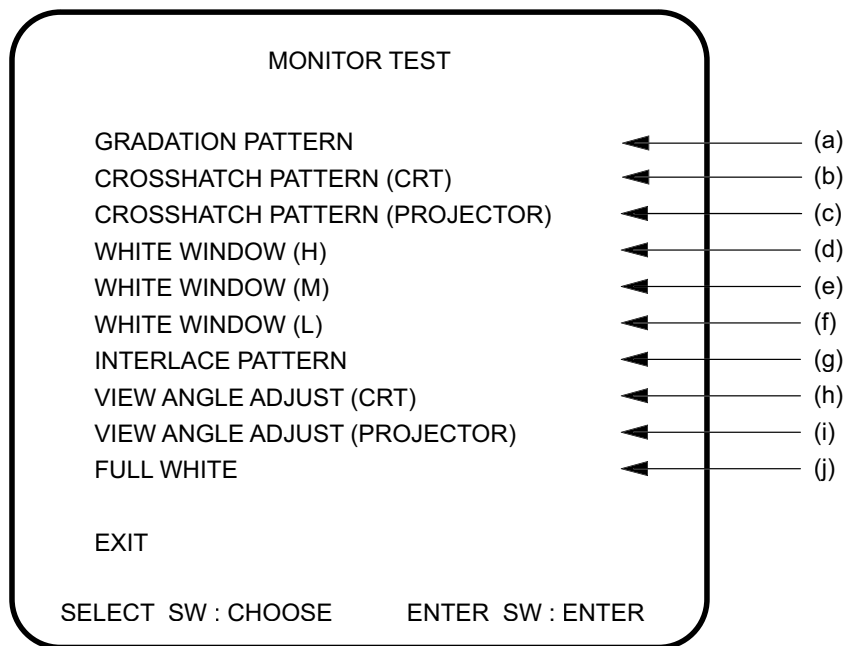 MONITOR TEST
GRADATION PATTERN (a)
CROSSHATCH PATTERN (CRT) (b)
CROSSHATCH PATTERN (PROJECTOR) (c)
WHITE WINDOW (H) (d)
WHITE WINDOW (M) (e)
WHITE WINDOW (L) (f)
INTERLACE PATTERN (g)
VIEW ANGLE ADJUST (CRT) (h)
VIEW ANGLE ADJUST (PROJECTOR) (i)
FULL WHITE (j)
EXIT
SELECT SW : CHOOSE ENTER SW : ENTER